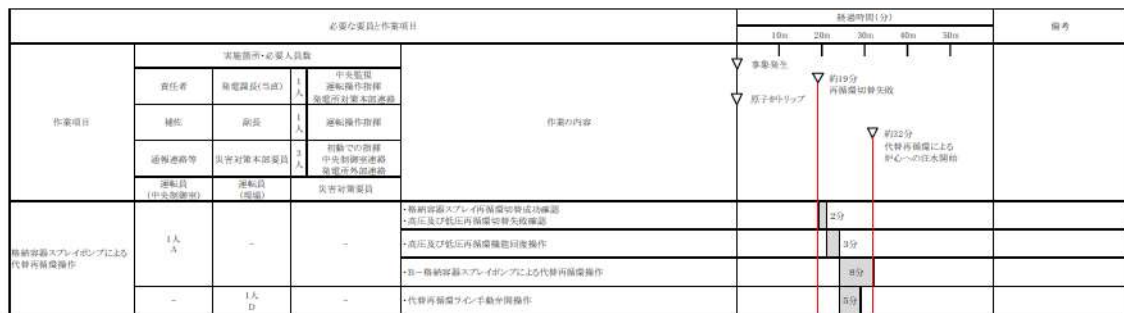 必要な要員と作業項目
経過時間(分)
備考
10m 20m 30m 40m 50m
実施箇所・必要人員数
責任者
発電課長(当直)
1人
中央監視
運転操作指揮
発電所対策本部連絡
補佐
副長
1人
運転操作指揮
通報連絡等
災害対策本部要員
3人
初動での指揮
中央制御室連絡
発電所外部連絡
作業項目
運転員
(中央制御室)
運転員
(現場)
災害対策要員
作業の内容
事象発生
原子炉トリップ
約19分
再循環切替失敗
約32分
代替再循環による
炉心への注水開始
格納容器スプレイポンプによる
代替再循環操作
1人
A
-
-
・格納容器スプレイ再循環切替成功確認
・高圧及び低圧再循環切替失敗確認
2分
・高圧及び低圧再循環機能回復操作
3分
・B-格納容器スプレイポンプによる代替再循環操作
8分
-
1人
D
-
・代替再循環ライン手動弁開操作
5分